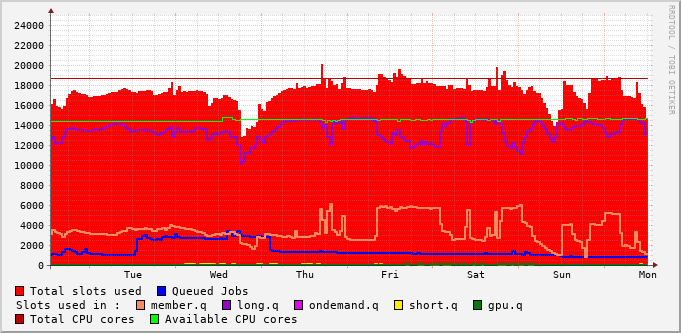 24000
22000
20000
18000
16000
14000
12000
10000
8000
6000
4000
2000
0
Tue Wed Thu Fri Sat Sun Mon
Total slots used Queued Jobs
Slots used in : member.q long.q ondemand.q short.q gpu.q
Total CPU cores Available CPU cores
RRDTOOL / TOBI OETIKER